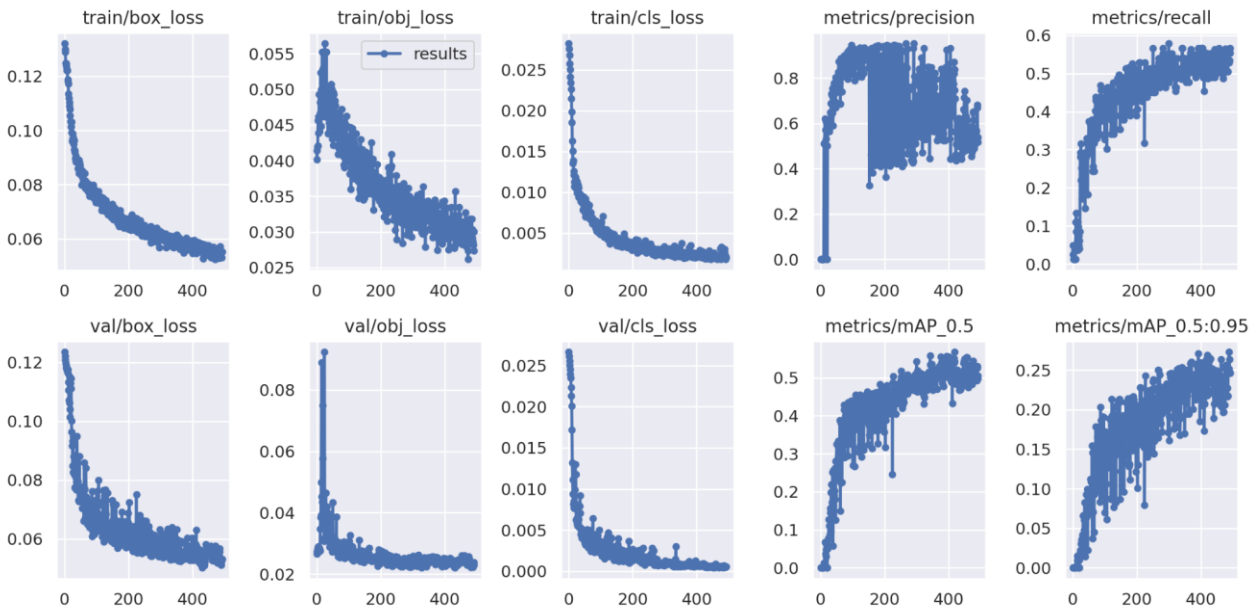 train/box_loss
train/obj_loss
train/cls_loss
metrics/precision
metrics/recall
0.12
0.10
0.08
0.06
0 200 400
0.055
0.050
0.045
0.040
0.035
0.030
0.025
0 200 400
results
0.025
0.020
0.015
0.010
0.005
0 200 400
0.8
0.6
0.4
0.2
0.0
0 200 400
0.6
0.5
0.4
0.3
0.2
0.1
0.0
0 200 400
val/box_loss
val/obj_loss
val/cls_loss
metrics/mAP_0.5
metrics/mAP_0.5:0.95
0.12
0.10
0.08
0.06
0 200 400
0.08
0.06
0.04
0.02
0 200 400
0.025
0.020
0.015
0.010
0.005
0.000
0 200 400
0.5
0.4
0.3
0.2
0.1
0.0
0 200 400
0.25
0.20
0.15
0.10
0.05
0.00
0 200 400